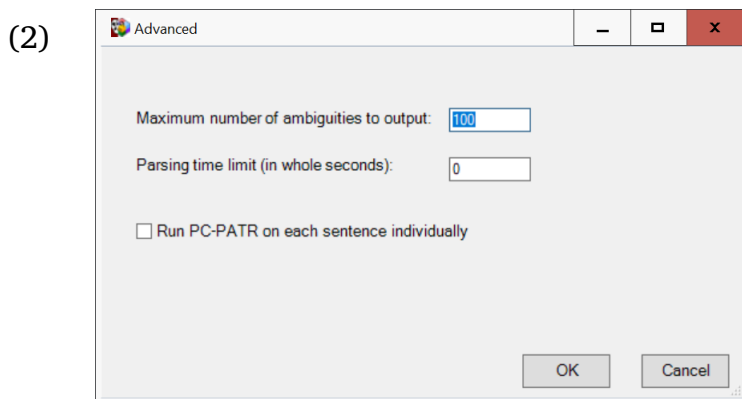 (2)
Advanced
Maximum number of ambiguities to output: 100
Parsing time limit (in whole seconds): 0
Run PC-PATR on each sentence individually
OK Cancel